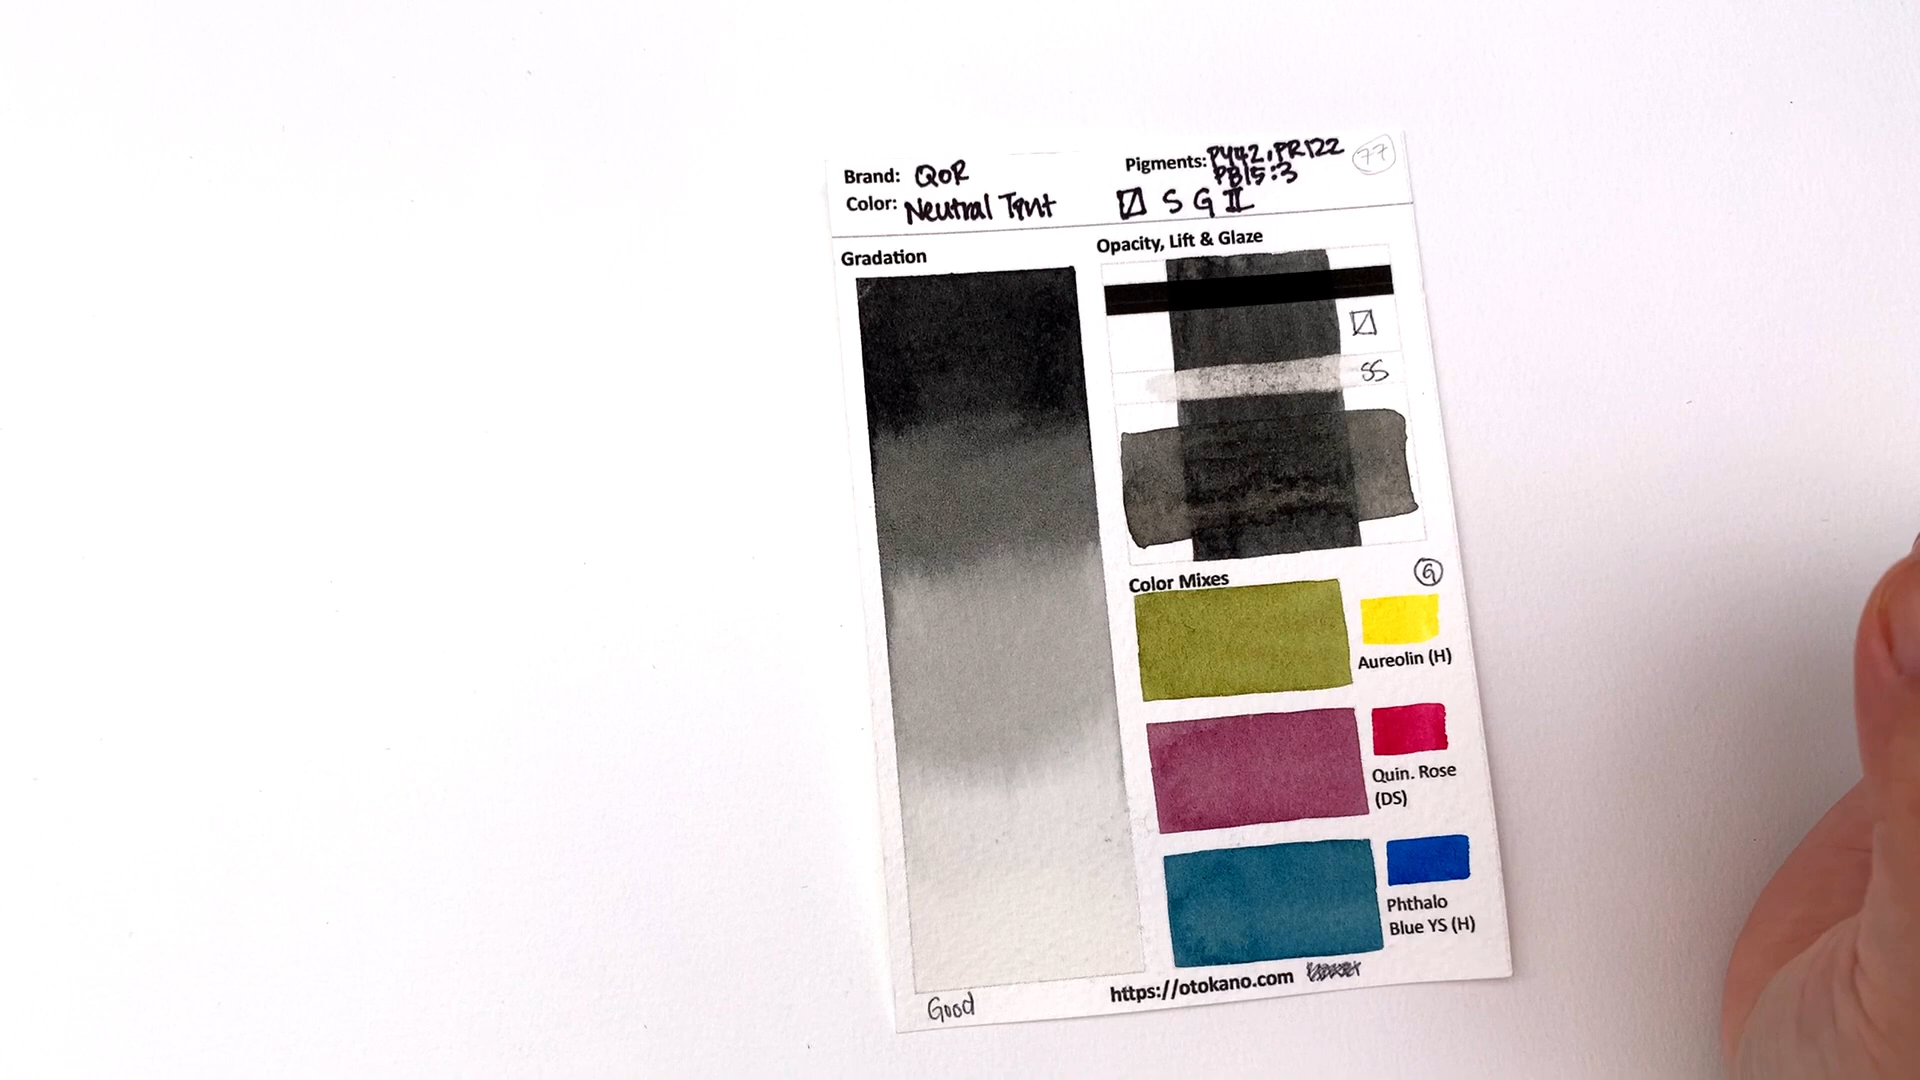 Brand: QoR
Color: Neutral Tint
Pigments: PY42, PR122
PB15:3
77
S G II
Gradation
Opacity, Lift & Glaze
SS
Color Mixes
G
Aureolin (H)
Quin. Rose
(DS)
Phthalo
Blue YS (H)
https://otokano.com
Good